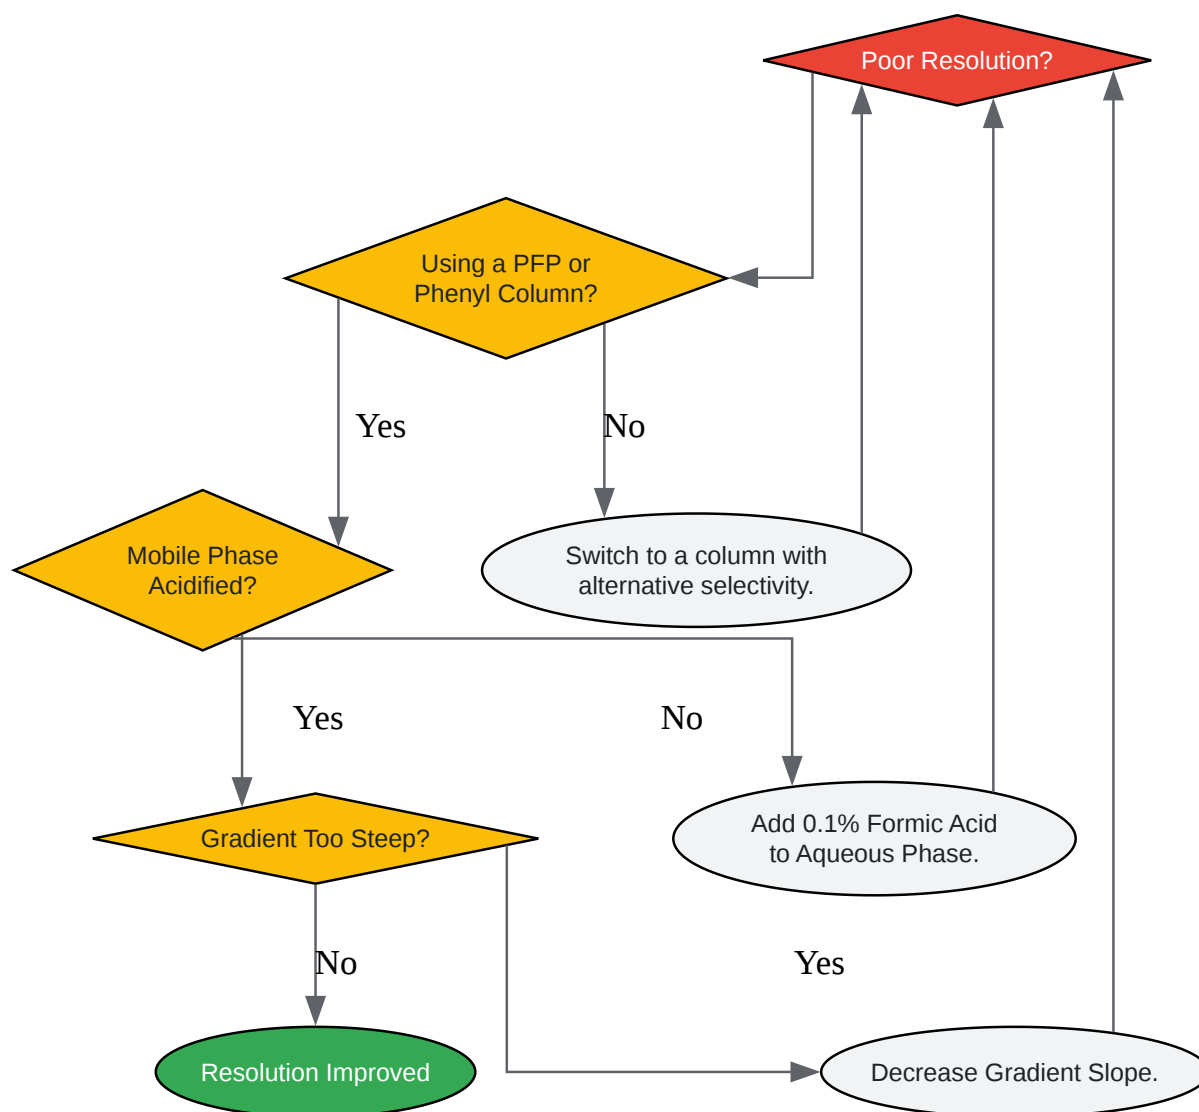 Poor Resolution?
Using a PFP or
Phenyl Column?
Yes
No
Mobile Phase
Acidified?
Switch to a column with
alternative selectivity.
Yes
No
Gradient Too Steep?
Add 0.1% Formic Acid
to Aqueous Phase.
No
Yes
Resolution Improved
Decrease Gradient Slope.